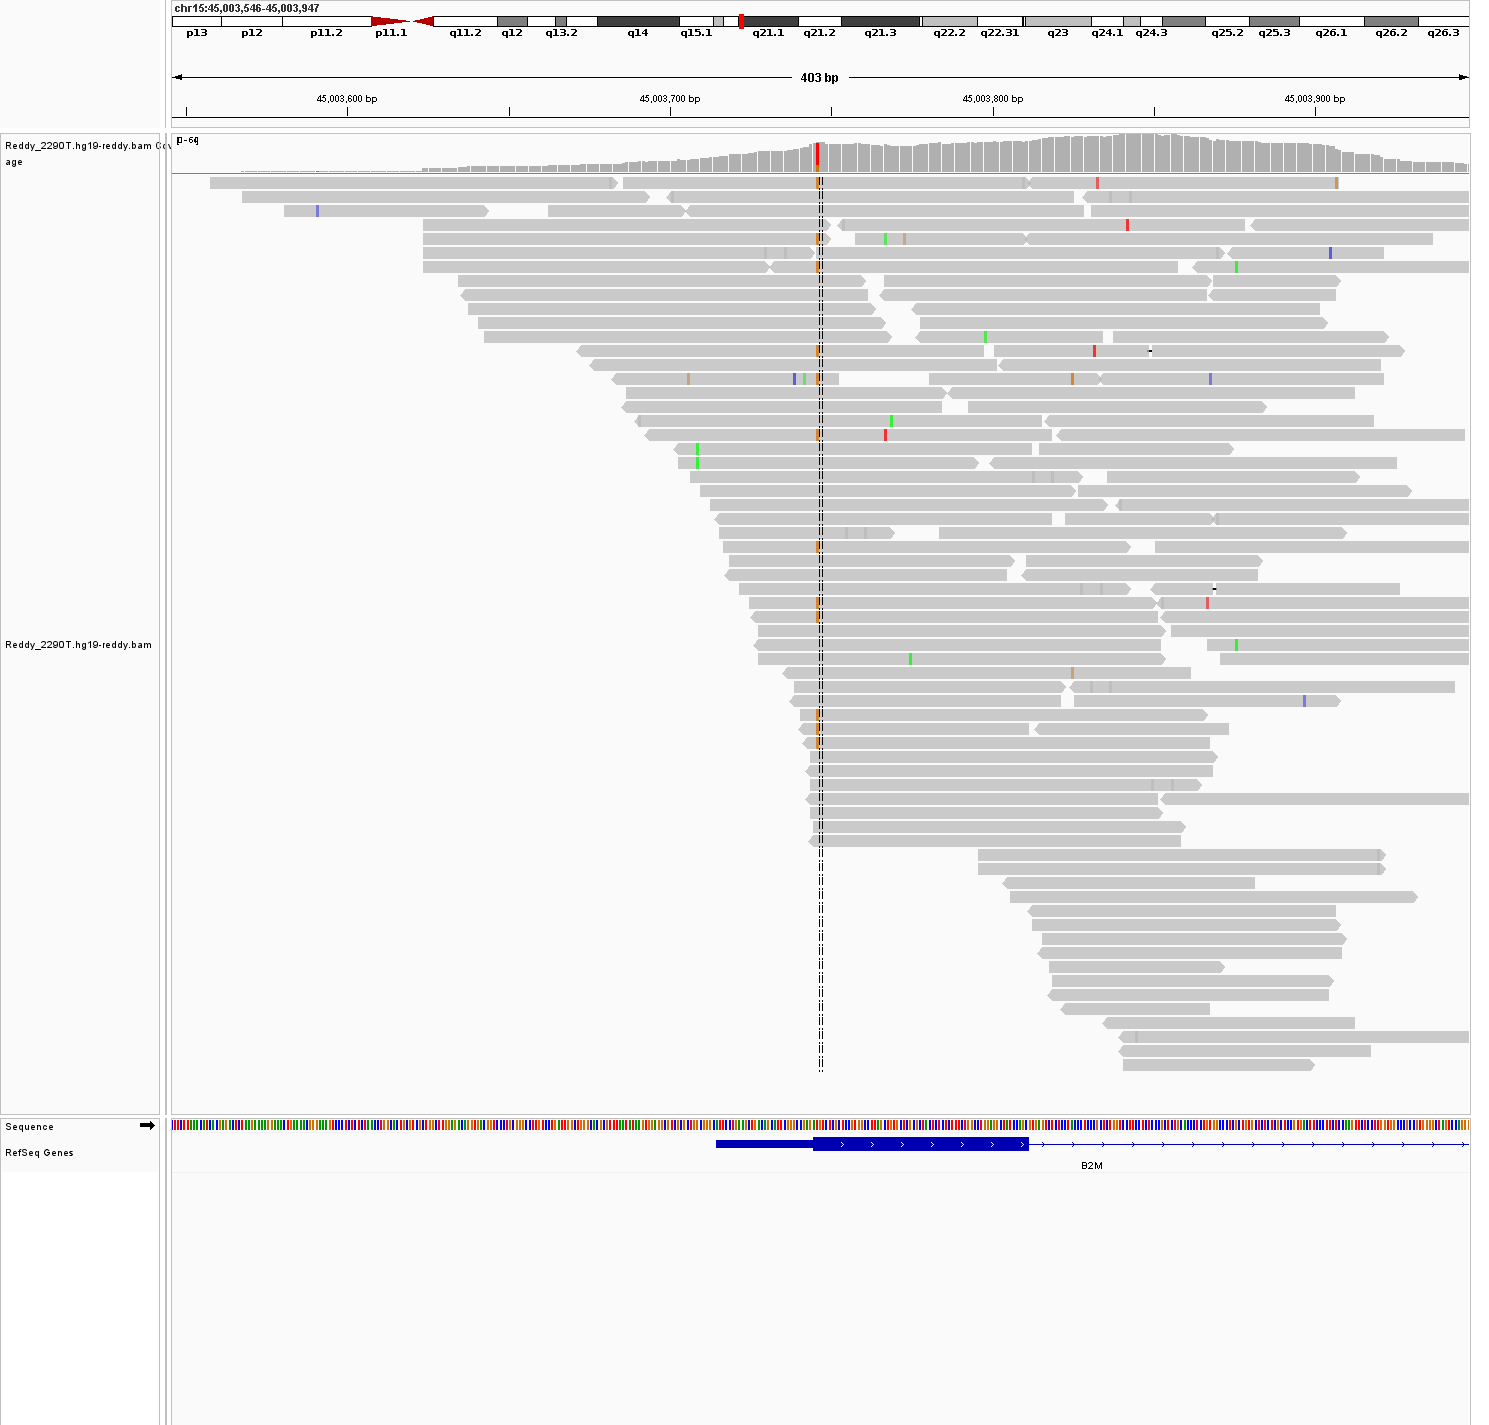 chr15:45,003,546-45,003,947
p13 p12 p11.2 p11.1 q11.2 q12 q13.2 q14 q15.1 q21.1 q21.2 q21.3 q22.2 q22.31 q23 q24.1 q24.3 q25.2 q25.3 q26.1 q26.2 q26.3
403 bp
45,003,600 bp 45,003,700 bp 45,003,800 bp 45,003,900 bp
Reddy_2290T.hg19-reddy.bam Cov
age
[0-64]
Reddy_2290T.hg19-reddy.bam
Sequence
RefSeq Genes
B2M